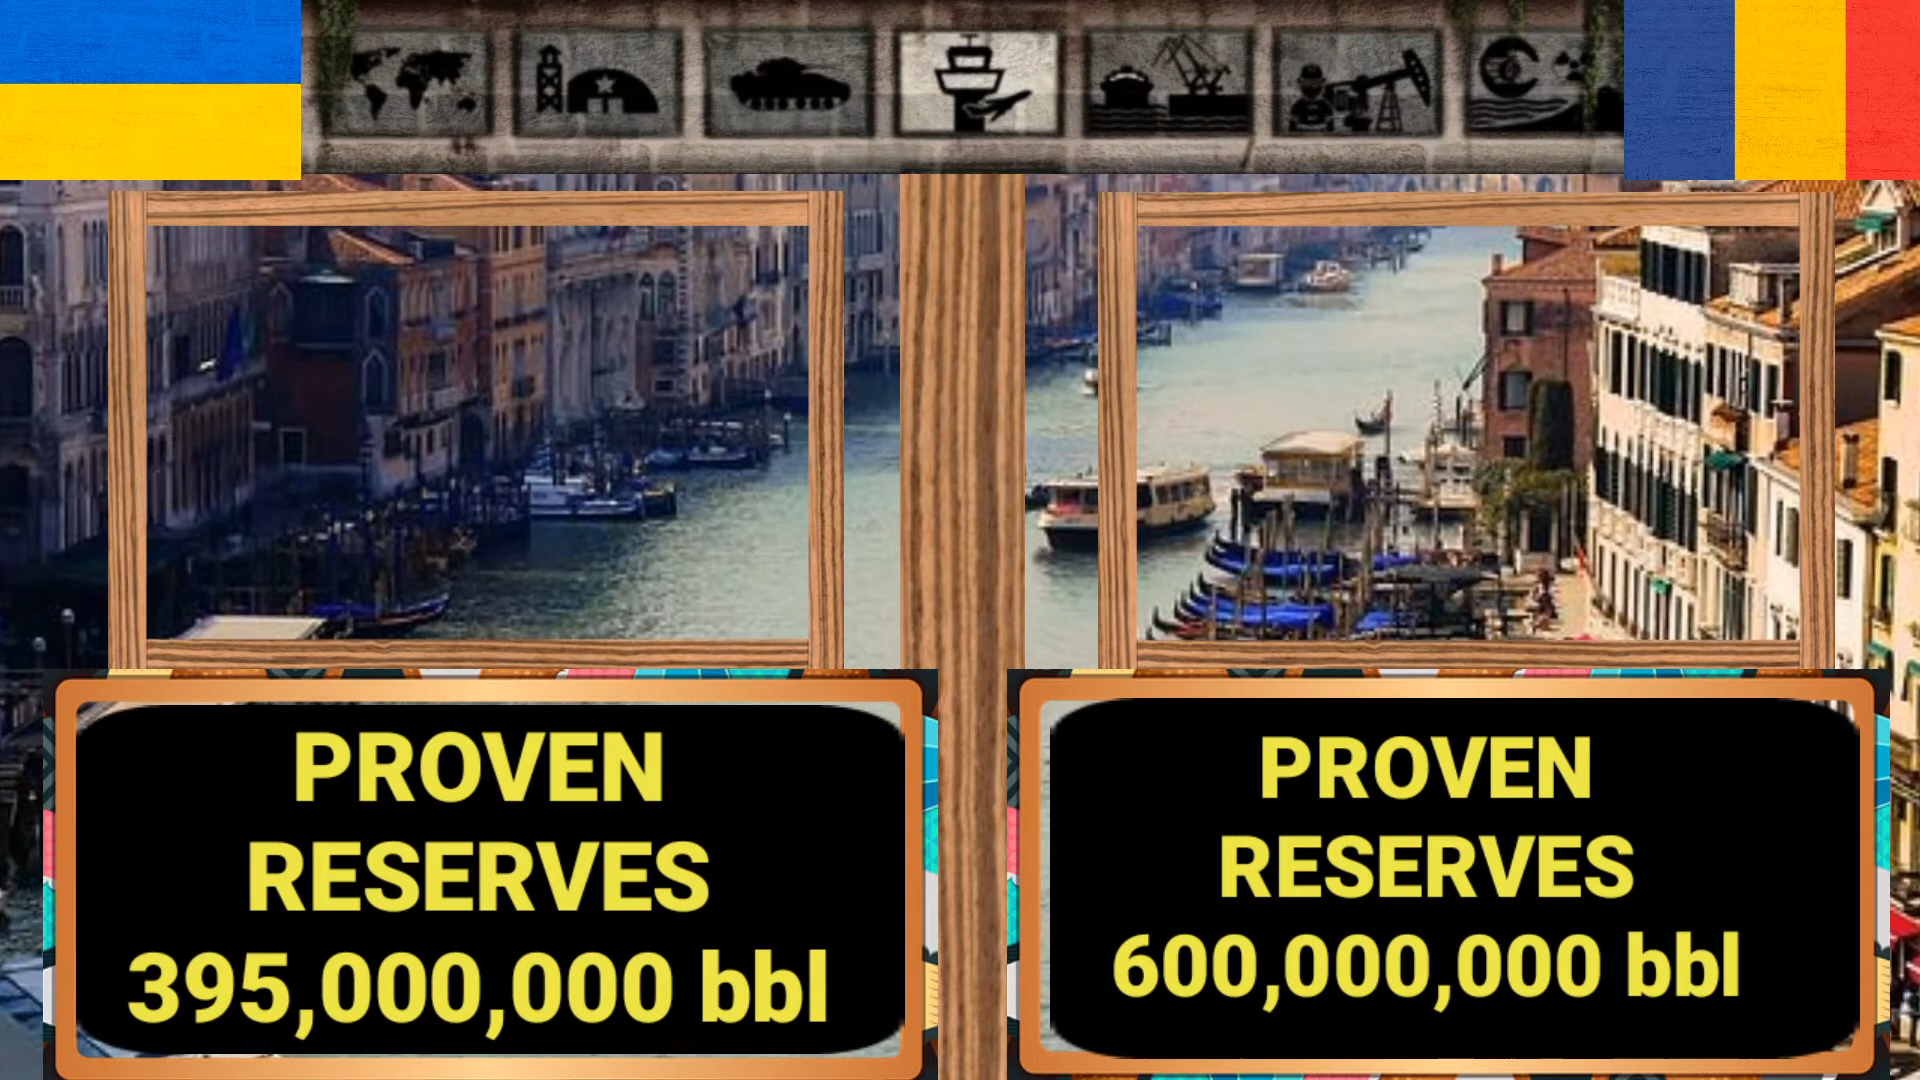 PROVEN
RESERVES
395,000,000 bbl
PROVEN
RESERVES
600,000,000 bbl